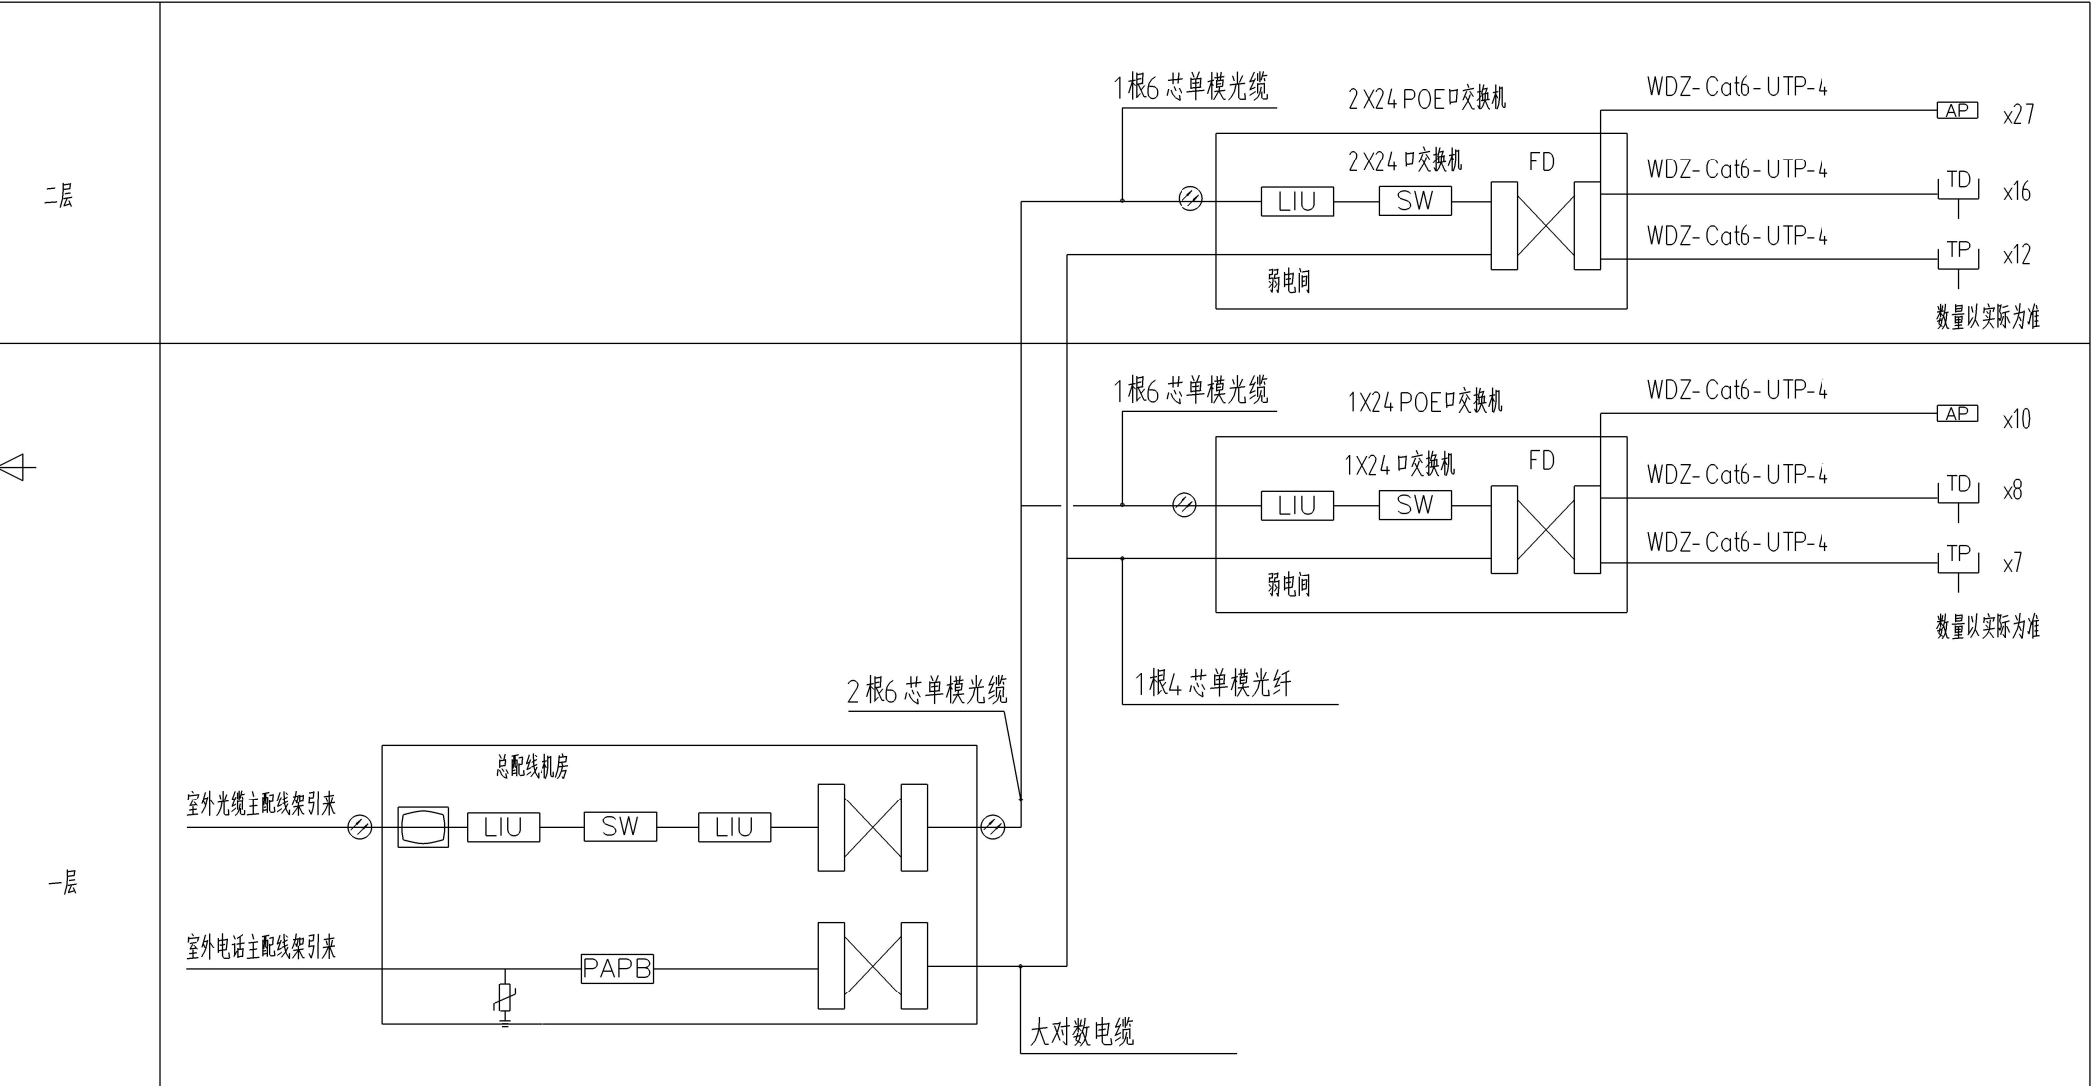 1根6芯单模光缆
2X24 POE口交换机
WDZ-Cat6-UTP-4
AP
x27
二层
2X24口交换机
FD
WDZ-Cat6-UTP-4
TD
x16
LIU
SW
WDZ-Cat6-UTP-4
TP
x12
弱电间
数量以实际为准
1根6芯单模光缆
1X24 POE口交换机
WDZ-Cat6-UTP-4
AP
x10
1X24口交换机
FD
WDZ-Cat6-UTP-4
TD
x8
LIU
SW
WDZ-Cat6-UTP-4
TP
x7
弱电间
数量以实际为准
1根4芯单模光纤
2根6芯单模光缆
总配线机房
室外光缆主配线架引来
LIU
SW
LIU
一层
室外电话主配线架引来
PAPB
大对数电缆